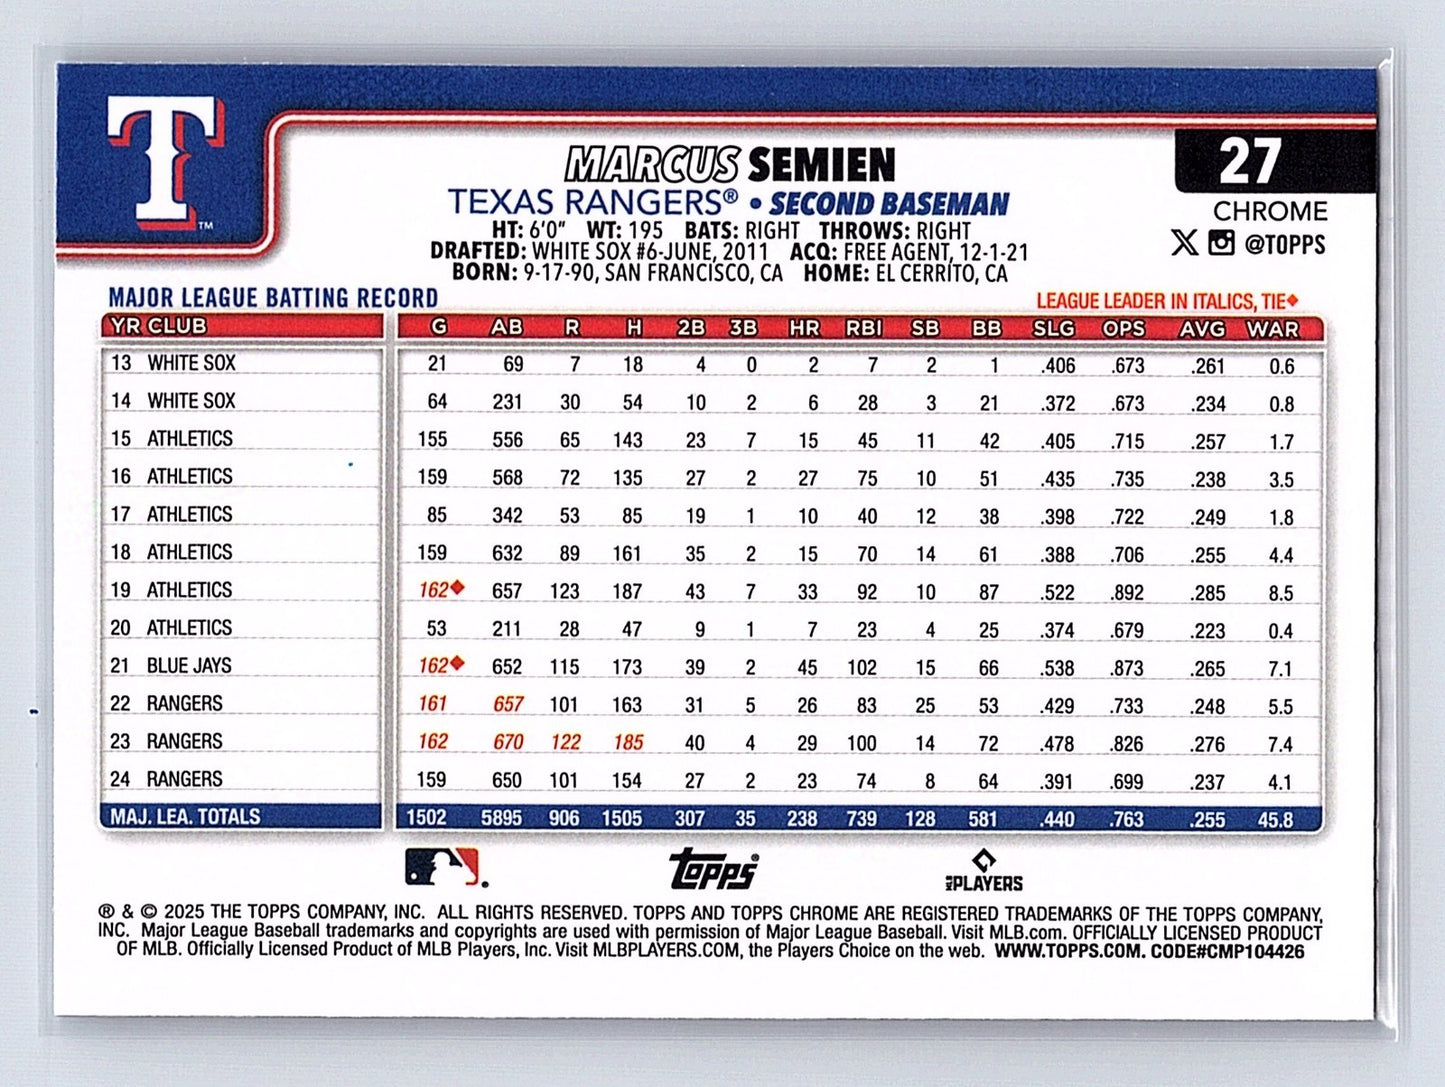 T™
MARCUS SEMIEN
27
TEXAS RANGERS® • SECOND BASEMAN
CHROME
HT: 6'0" WT: 195 BATS: RIGHT THROWS: RIGHT
X @TOPPS
DRAFTED: WHITE SOX #6-JUNE, 2011 ACQ: FREE AGENT, 12-1-21
BORN: 9-17-90, SAN FRANCISCO, CA HOME: EL CERRITO, CA
MAJOR LEAGUE BATTING RECORD LEAGUE LEADER IN ITALICS, TIE◆
YR CLUB G AB R H 2B 3B HR RBI SB BB SLG OPS AVG WAR
13 WHITE SOX 21 69 7 18 4 0 2 7 2 1 .406 .673 .261 0.6
14 WHITE SOX 64 231 30 54 10 2 6 28 3 21 .372 .673 .234 0.8
15 ATHLETICS 155 556 65 143 23 7 15 45 11 42 .405 .715 .257 1.7
16 ATHLETICS 159 568 72 135 27 2 27 75 10 51 .435 .735 .238 3.5
17 ATHLETICS 85 342 53 85 19 1 10 40 12 38 .398 .722 .249 1.8
18 ATHLETICS 159 632 89 161 35 2 15 70 14 61 .388 .706 .255 4.4
19 ATHLETICS 162◆ 657 123 187 43 7 33 92 10 87 .522 .892 .285 8.5
20 ATHLETICS 53 211 28 47 9 1 7 23 4 25 .374 .679 .223 0.4
21 BLUE JAYS 162◆ 652 115 173 39 2 45 102 15 66 .538 .873 .265 7.1
22 RANGERS 161 657 101 163 31 5 26 83 25 53 .429 .733 .248 5.5
23 RANGERS 162 670 122 185 40 4 29 100 14 72 .478 .826 .276 7.4
24 RANGERS 159 650 101 154 27 2 23 74 8 64 .391 .699 .237 4.1
MAJ. LEA. TOTALS 1502 5895 906 1505 307 35 238 739 128 581 .440 .763 .255 45.8
Topps® MLB PLAYERS
® & © 2025 THE TOPPS COMPANY, INC. ALL RIGHTS RESERVED. TOPPS AND TOPPS CHROME ARE REGISTERED TRADEMARKS OF THE TOPPS COMPANY,
INC. Major League Baseball trademarks and copyrights are used with permission of Major League Baseball. Visit MLB.com. OFFICIALLY LICENSED PRODUCT
OF MLB. Officially Licensed Product of MLB Players, Inc. Visit MLBPLAYERS.COM, the Players Choice on the web. WWW.TOPPS.COM. CODE#CMP104426